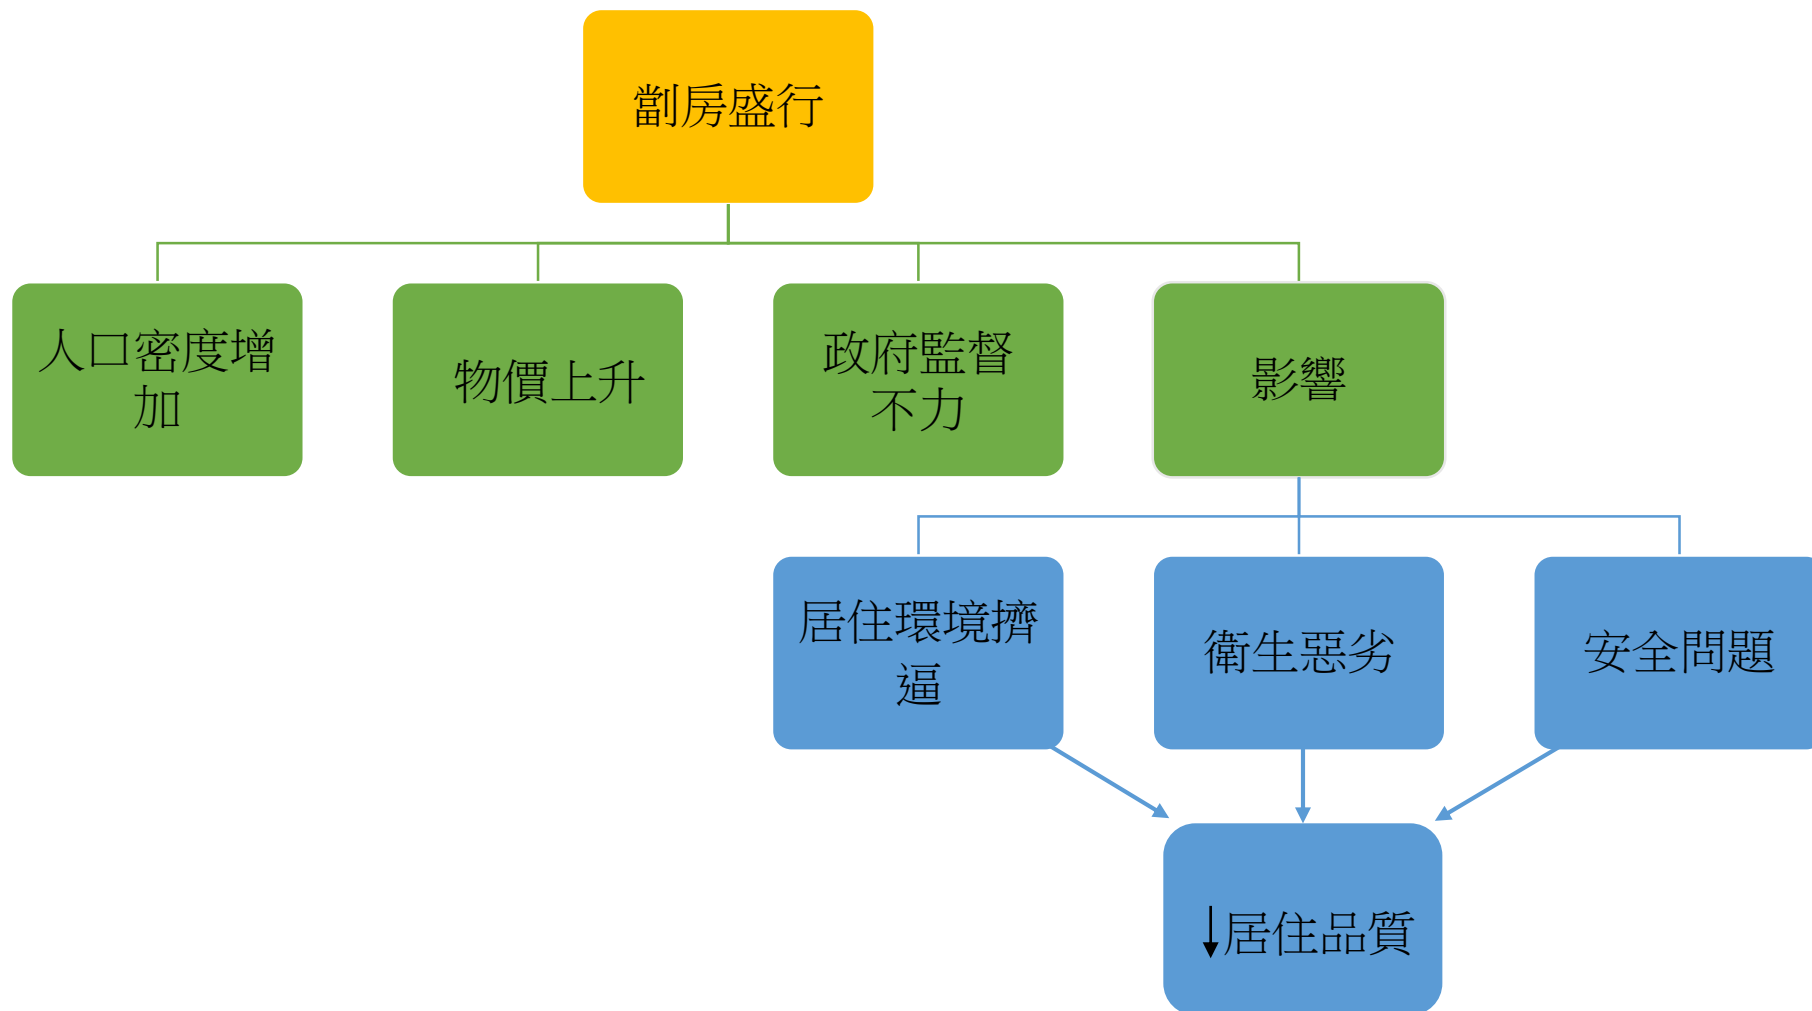 劏房盛行
人口密度增
加
物價上升
政府監督
不力
影響
居住環境擠
逼
衛生惡劣
安全問題
↓居住品質